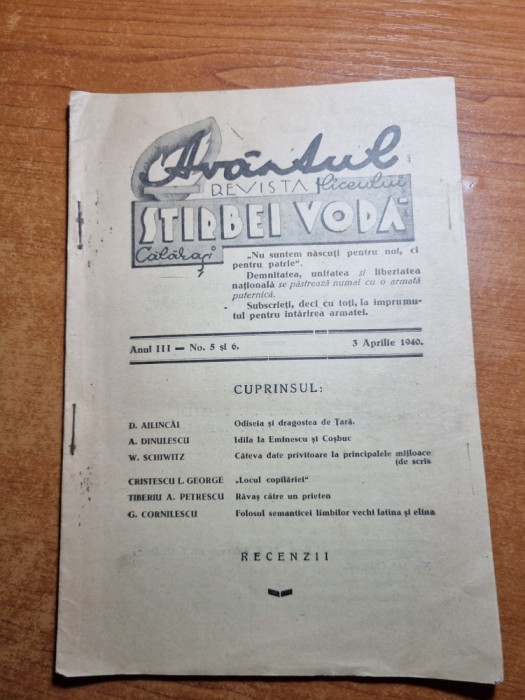 Avântul
REVISTA liceului
STIRBEI VODĂ
Călăraşi
„Nu suntem născuți pentru noi, ci
pentru patrie“.
Demnitatea, unitatea și libertatea
națională se păstrează numai cu o armată
puternică.
Subscrieți, deci cu toți, la împrumu-
tul pentru întărirea armatei.
Anul III — No. 5 și 6.
3 Aprilie 1940.
CUPRINSUL:
D. AILINCĂI Odiseia și dragostea de Țară.
A. DINULESCU Idila la Eminescu și Coșbuc
W. SCHIWITZ Câteva date privitoare la principalele mijloace
(de scris
CRISTESCU I. GEORGE „Locul copilăriei“
TIBERIU A. PETRESCU Răvaș către un prieten
G. CORNILESCU Folosul semanticei limbilor vechi latina și elina
RECENZII